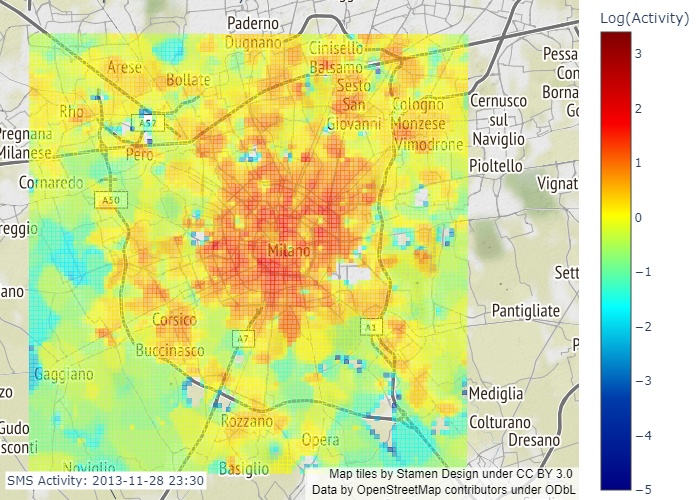 Log(Activity)
3
2
1
0
−1
−2
−3
−4
−5
Paderno
Dugnano
Cinisello
Balsamo
Arese
Bollate
Sesto
San
Giovanni
Rho
A52
Cologno
Monzese
Vimodrone
Cernusco
sul
Naviglio
Pessa
Con
Borna
Go
Pregnana
Milanese
Pero
Pioltello
Cornaredo
Vignat
A50
reggio
Milano
Sett
ano
Corsico
Pantigliate
A7
A1
Buccinasco
P
Gaggiano
zo
Mediglia
Rozzano
Colturano
Gudo
sconti
Opera
Dresano
Noviglio
Basiglio
SMS Activity: 2013-11-28 23:30
Map tiles by Stamen Design under CC BY 3.0
Data by OpenStreetMap contributors under ODbL